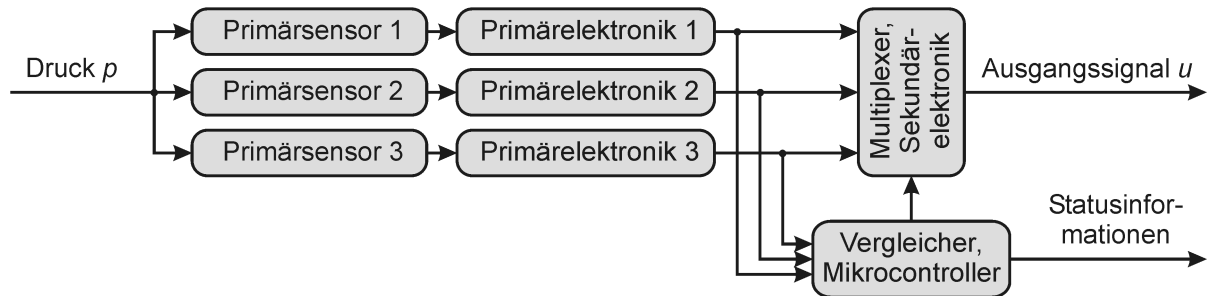 Druck p
Primärsensor 1
Primärelektronik 1
Primärsensor 2
Primärelektronik 2
Primärsensor 3
Primärelektronik 3
Multiplexer,
Sekundär-
elektronik
Ausgangssignal u
Vergleicher,
Mikrocontroller
Statusinfor-
mationen